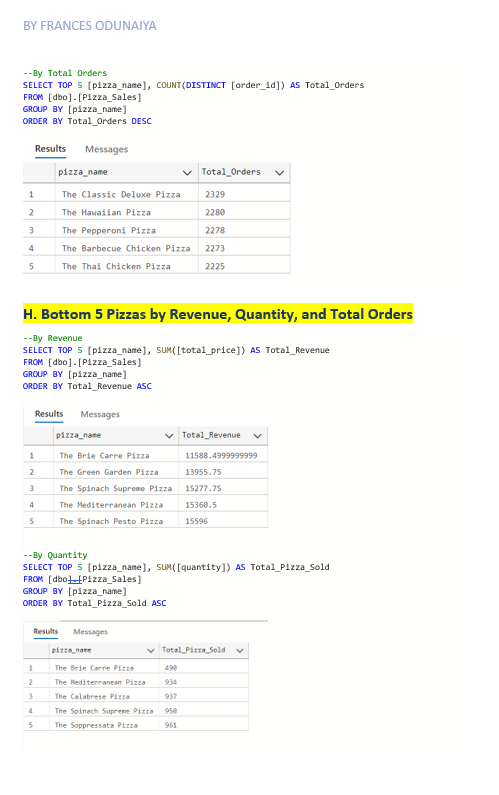 BY FRANCES ODUNAIYA
--By Total Orders
SELECT TOP 5 [pizza_name], COUNT(DISTINCT [order_id]) AS Total_Orders
FROM [dbo].[Pizza_Sales]
GROUP BY [pizza_name]
ORDER BY Total_Orders DESC
Results Messages
pizza_name Total_Orders
1 The Classic Deluxe Pizza 2329
2 The Hawaiian Pizza 2280
3 The Pepperoni Pizza 2278
4 The Barbecue Chicken Pizza 2273
5 The Thai Chicken Pizza 2225
H. Bottom 5 Pizzas by Revenue, Quantity, and Total Orders
--By Revenue
SELECT TOP 5 [pizza_name], SUM([total_price]) AS Total_Revenue
FROM [dbo].[Pizza_Sales]
GROUP BY [pizza_name]
ORDER BY Total_Revenue ASC
Results Messages
pizza_name Total_Revenue
1 The Brie Carre Pizza 11588.4999999999
2 The Green Garden Pizza 13955.75
3 The Spinach Supreme Pizza 15277.75
4 The Mediterranean Pizza 15360.5
5 The Spinach Pesto Pizza 15596
--By Quantity
SELECT TOP 5 [pizza_name], SUM([quantity]) AS Total_Pizza_Sold
FROM [dbo].[Pizza_Sales]
GROUP BY [pizza_name]
ORDER BY Total_Pizza_Sold ASC
Results Messages
pizza_name Total_Pizza_Sold
1 The Brie Carre Pizza 490
2 The Mediterranean Pizza 934
3 The Calabrese Pizza 937
4 The Spinach Supreme Pizza 950
5 The Soppressata Pizza 961